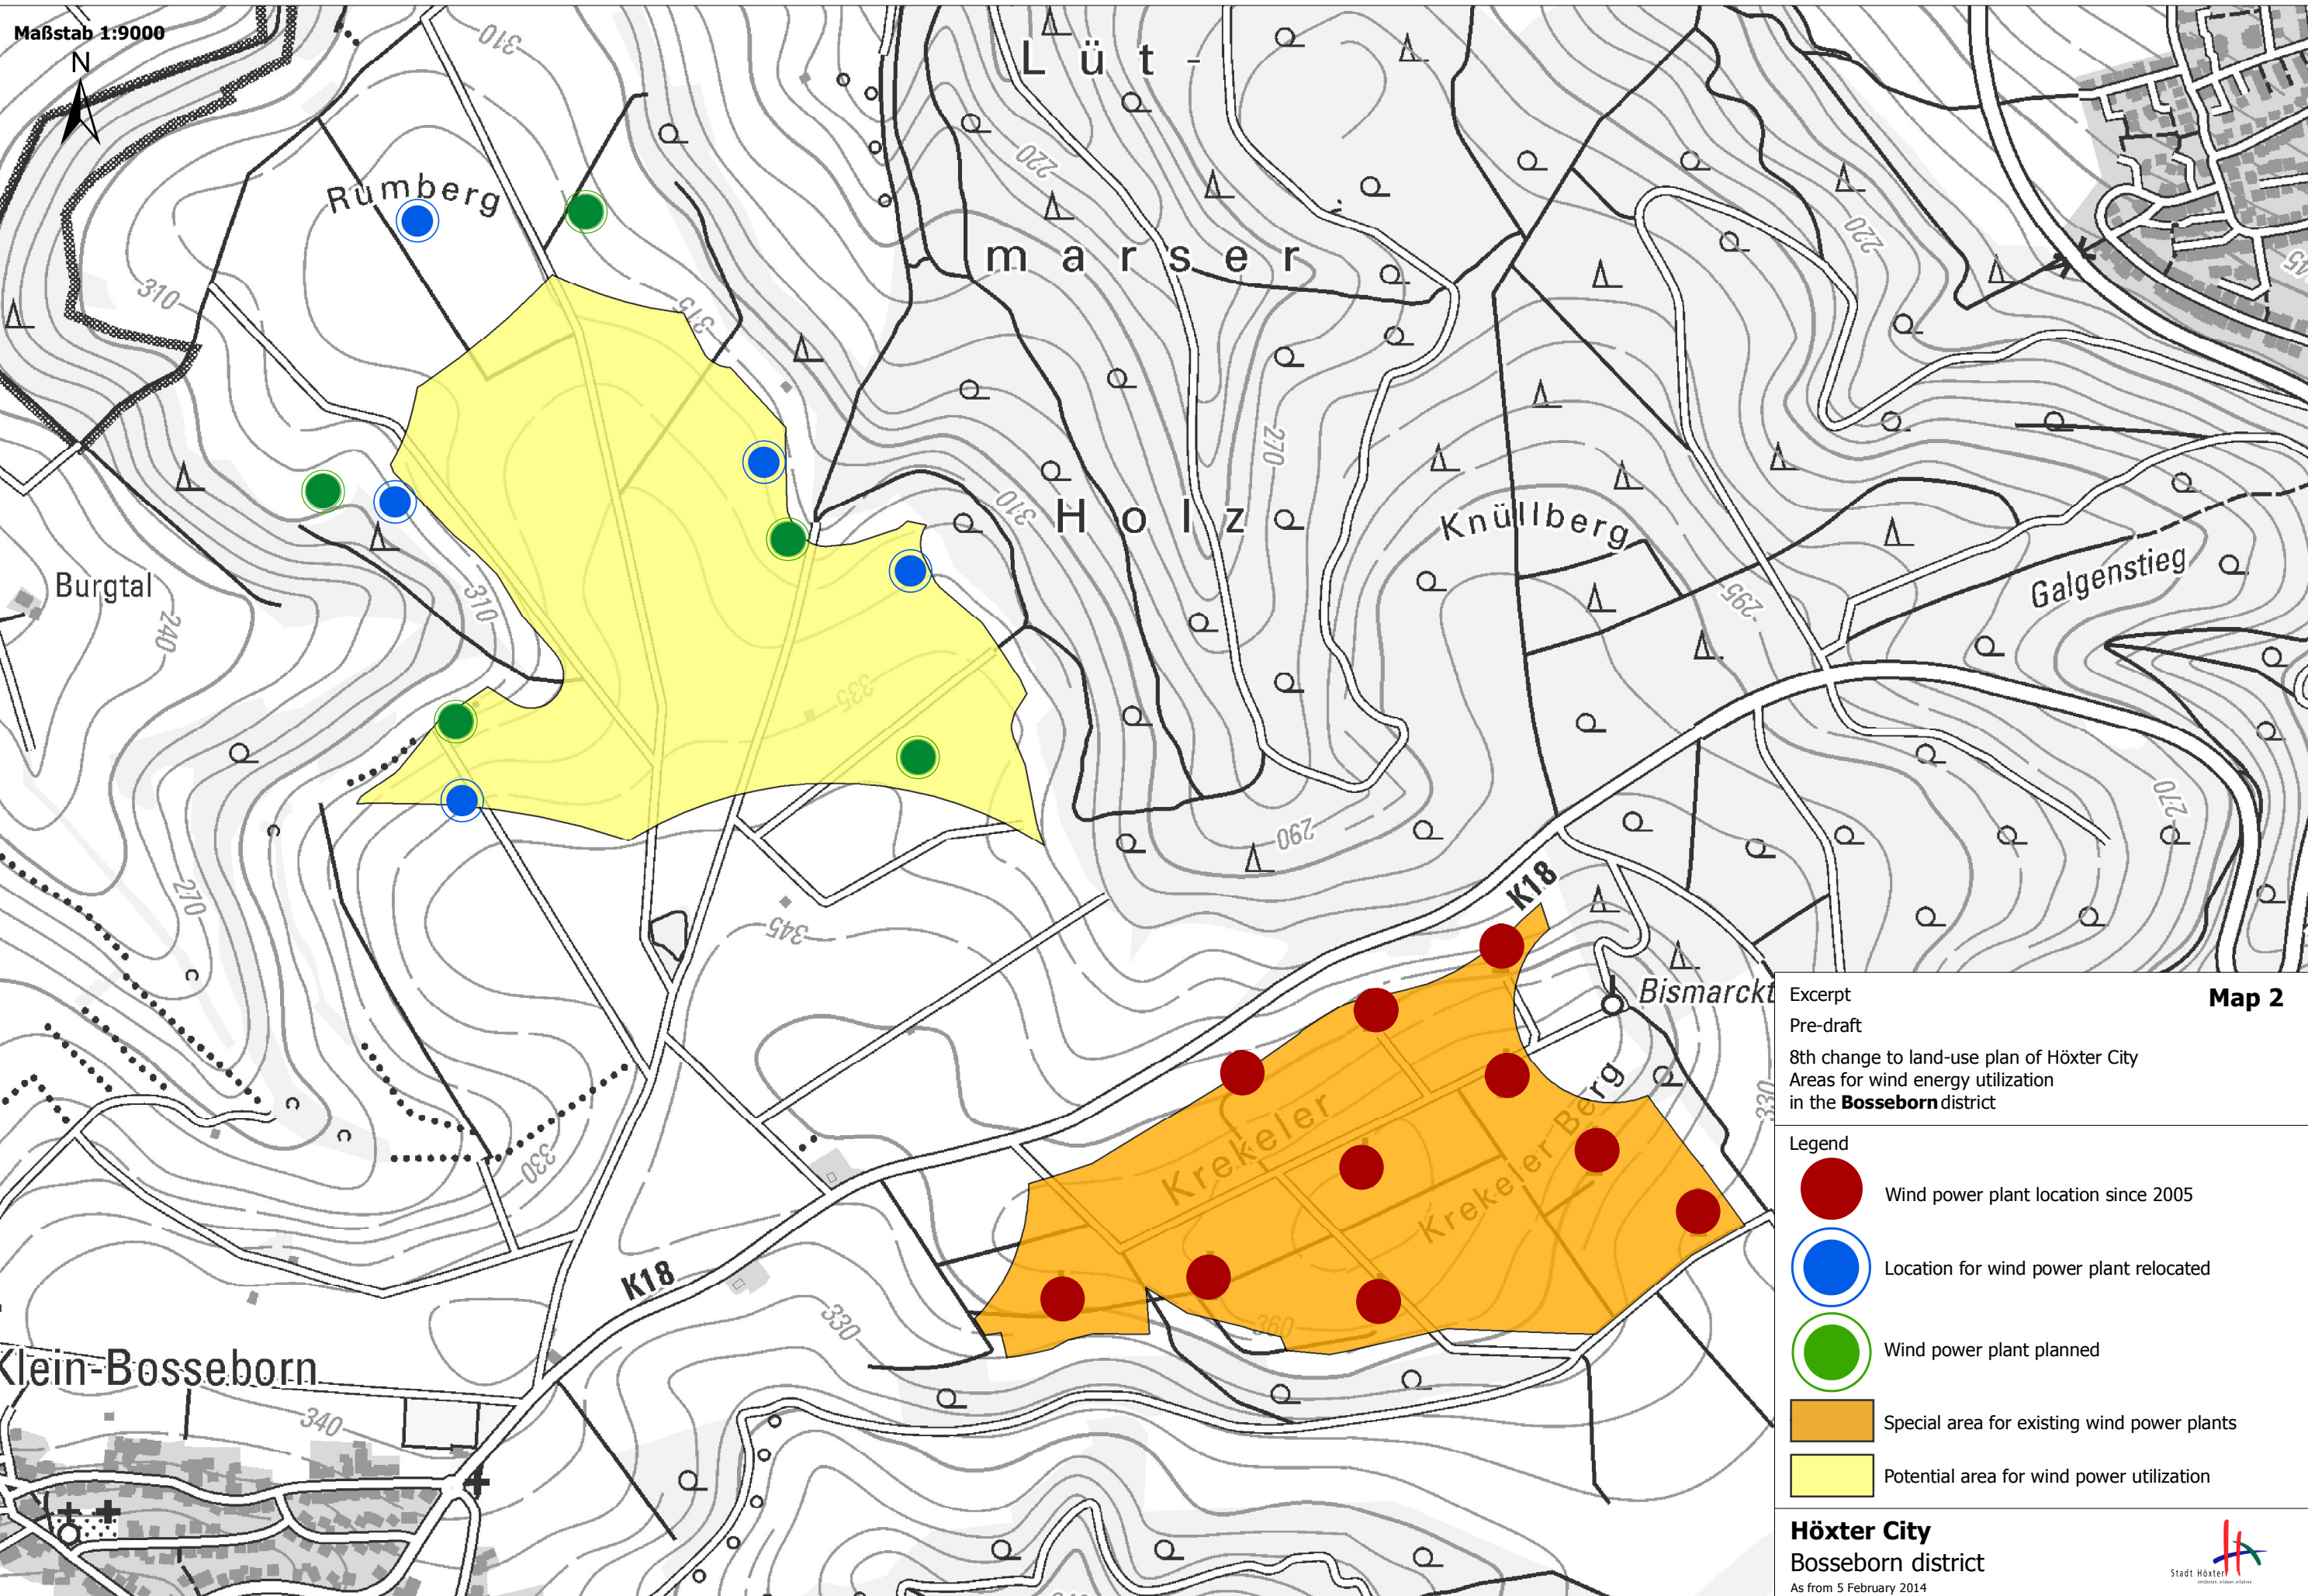 Maßstab 1:9000
N
310
Lüt-
Rumberg
220
marser
220
310
315
45
270
310
Holz
Knüllberg
Burgtal
310
240
295
Galgenstieg
335
270
290
270
K18
345
Bismarckt
330
Krekeler
Krekeler Berg
330
K18
330
360
Klein-Bosseborn
340
Excerpt
Map 2
Pre-draft
8th change to land-use plan of Höxter City
Areas for wind energy utilization
in the Bosseborn district
Legend
Wind power plant location since 2005
Location for wind power plant relocated
Wind power plant planned
Special area for existing wind power plants
Potential area for wind power utilization
Höxter City
Bosseborn district
As from 5 February 2014
Stadt Höxter